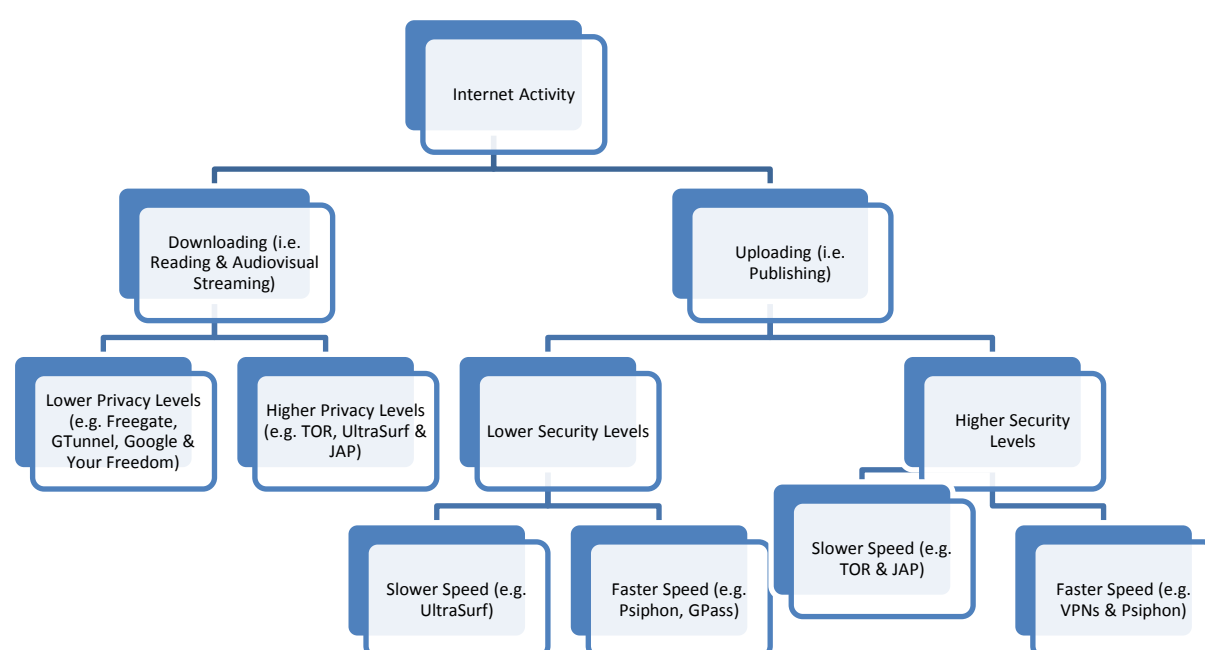 Internet Activity
Downloading (i.e.
Reading & Audiovisual
Streaming)
Uploading (i.e.
Publishing)
Lower Privacy Levels
(e.g. Freegate,
GTunnel, Google &
Your Freedom)
Higher Privacy Levels
(e.g. TOR, UltraSurf &
JAP)
Lower Security Levels
Higher Security
Levels
Slower Speed (e.g.
UltraSurf)
Faster Speed (e.g.
Psiphon, GPass)
Slower Speed (e.g.
TOR & JAP)
Faster Speed (e.g.
VPNs & Psiphon)